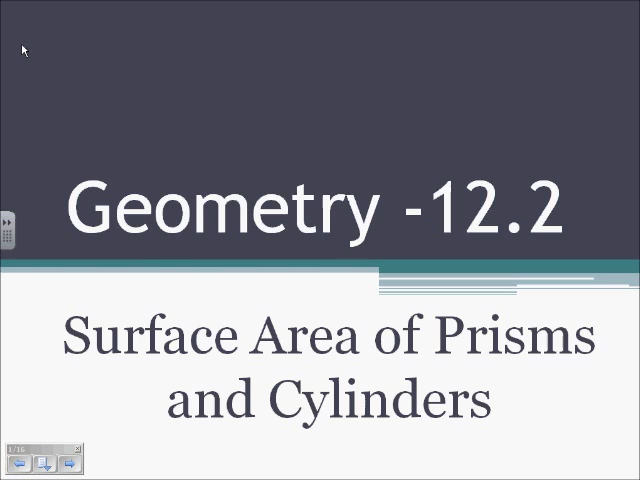 Geometry -12.2
Surface Area of Prisms
and Cylinders
1/16